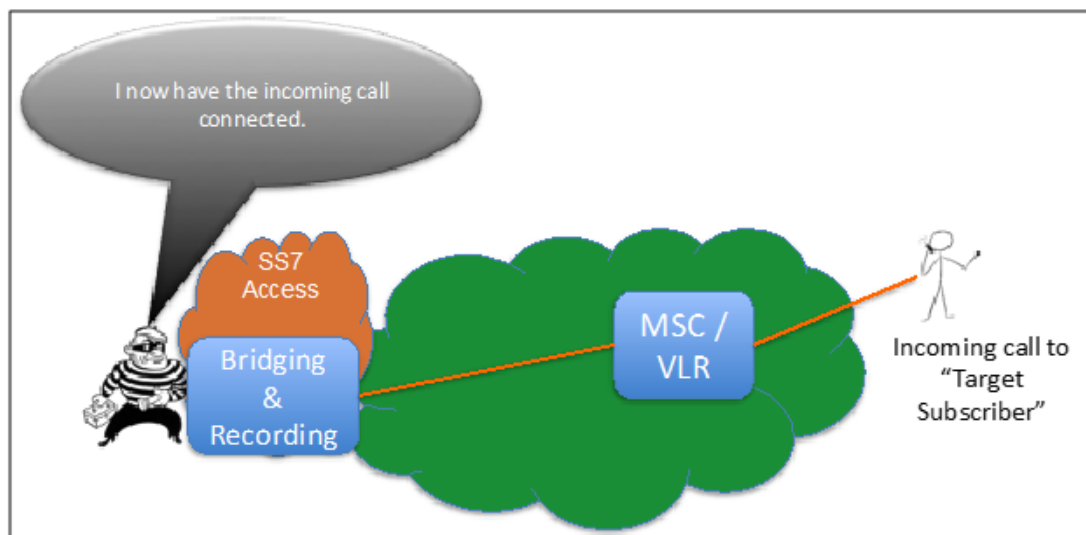 I now have the incoming call
connected.
SS7
Access
Bridging
&
Recording
MSC /
VLR
Incoming call to
“Target
Subscriber”